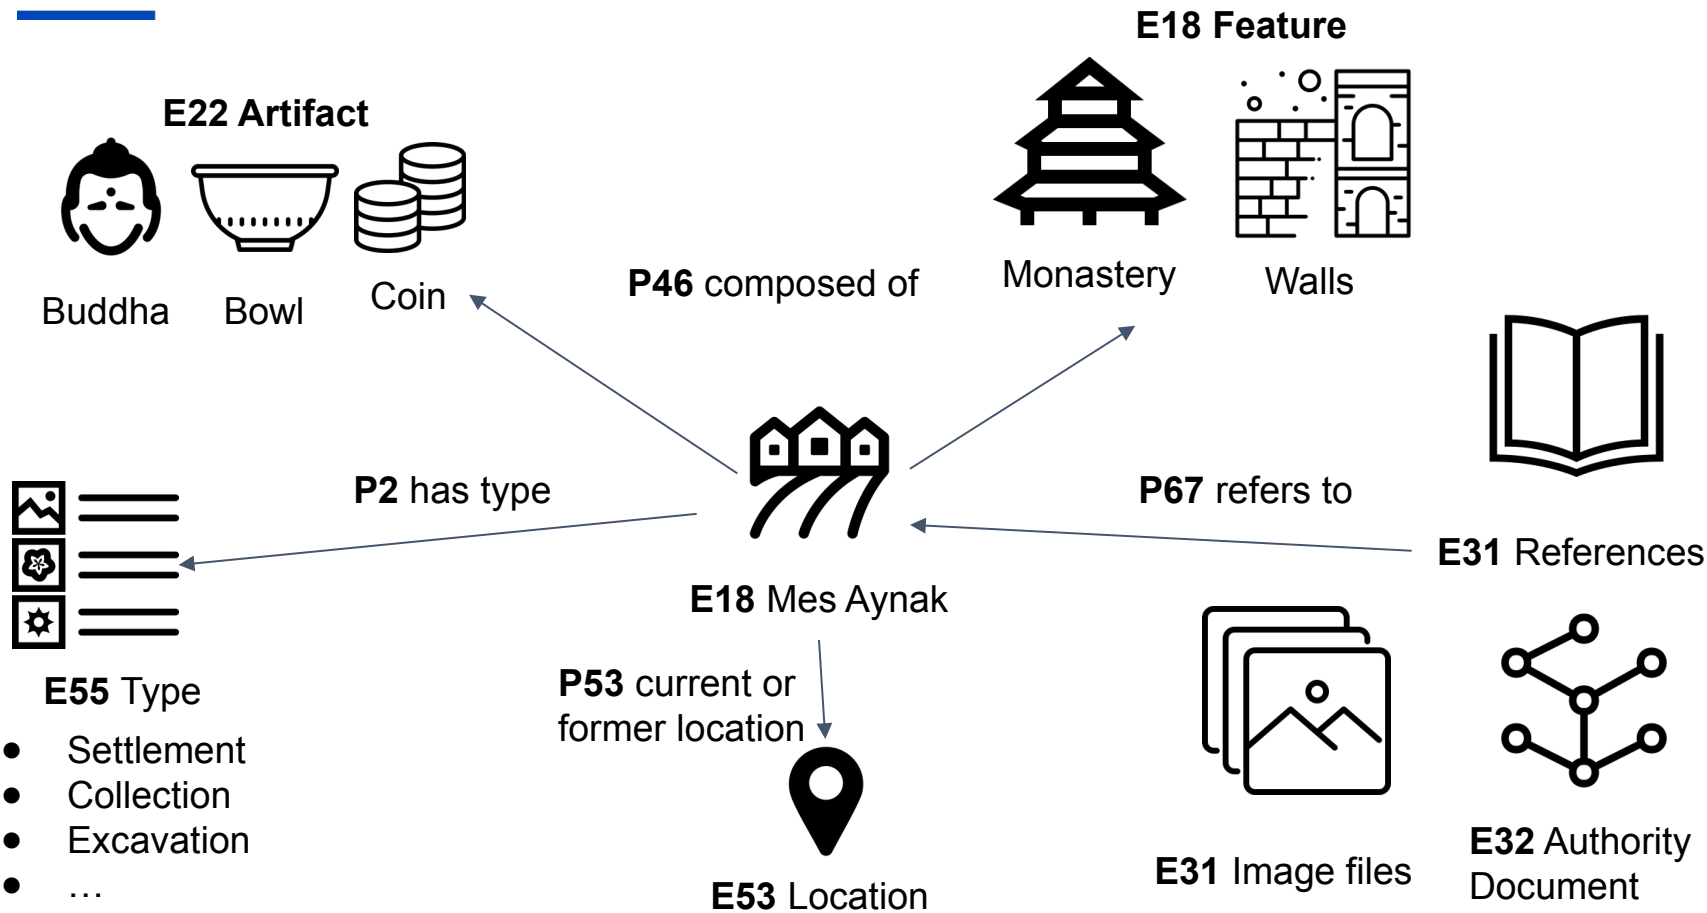 E18 Feature
E22 Artifact
Buddha
Bowl
Coin
P46 composed of
Monastery
Walls
P2 has type
P67 refers to
E31 References
E18 Mes Aynak
E55 Type
● Settlement
● Collection
● Excavation
● …
P53 current or
former location
E53 Location
E31 Image files
E32 Authority
Document